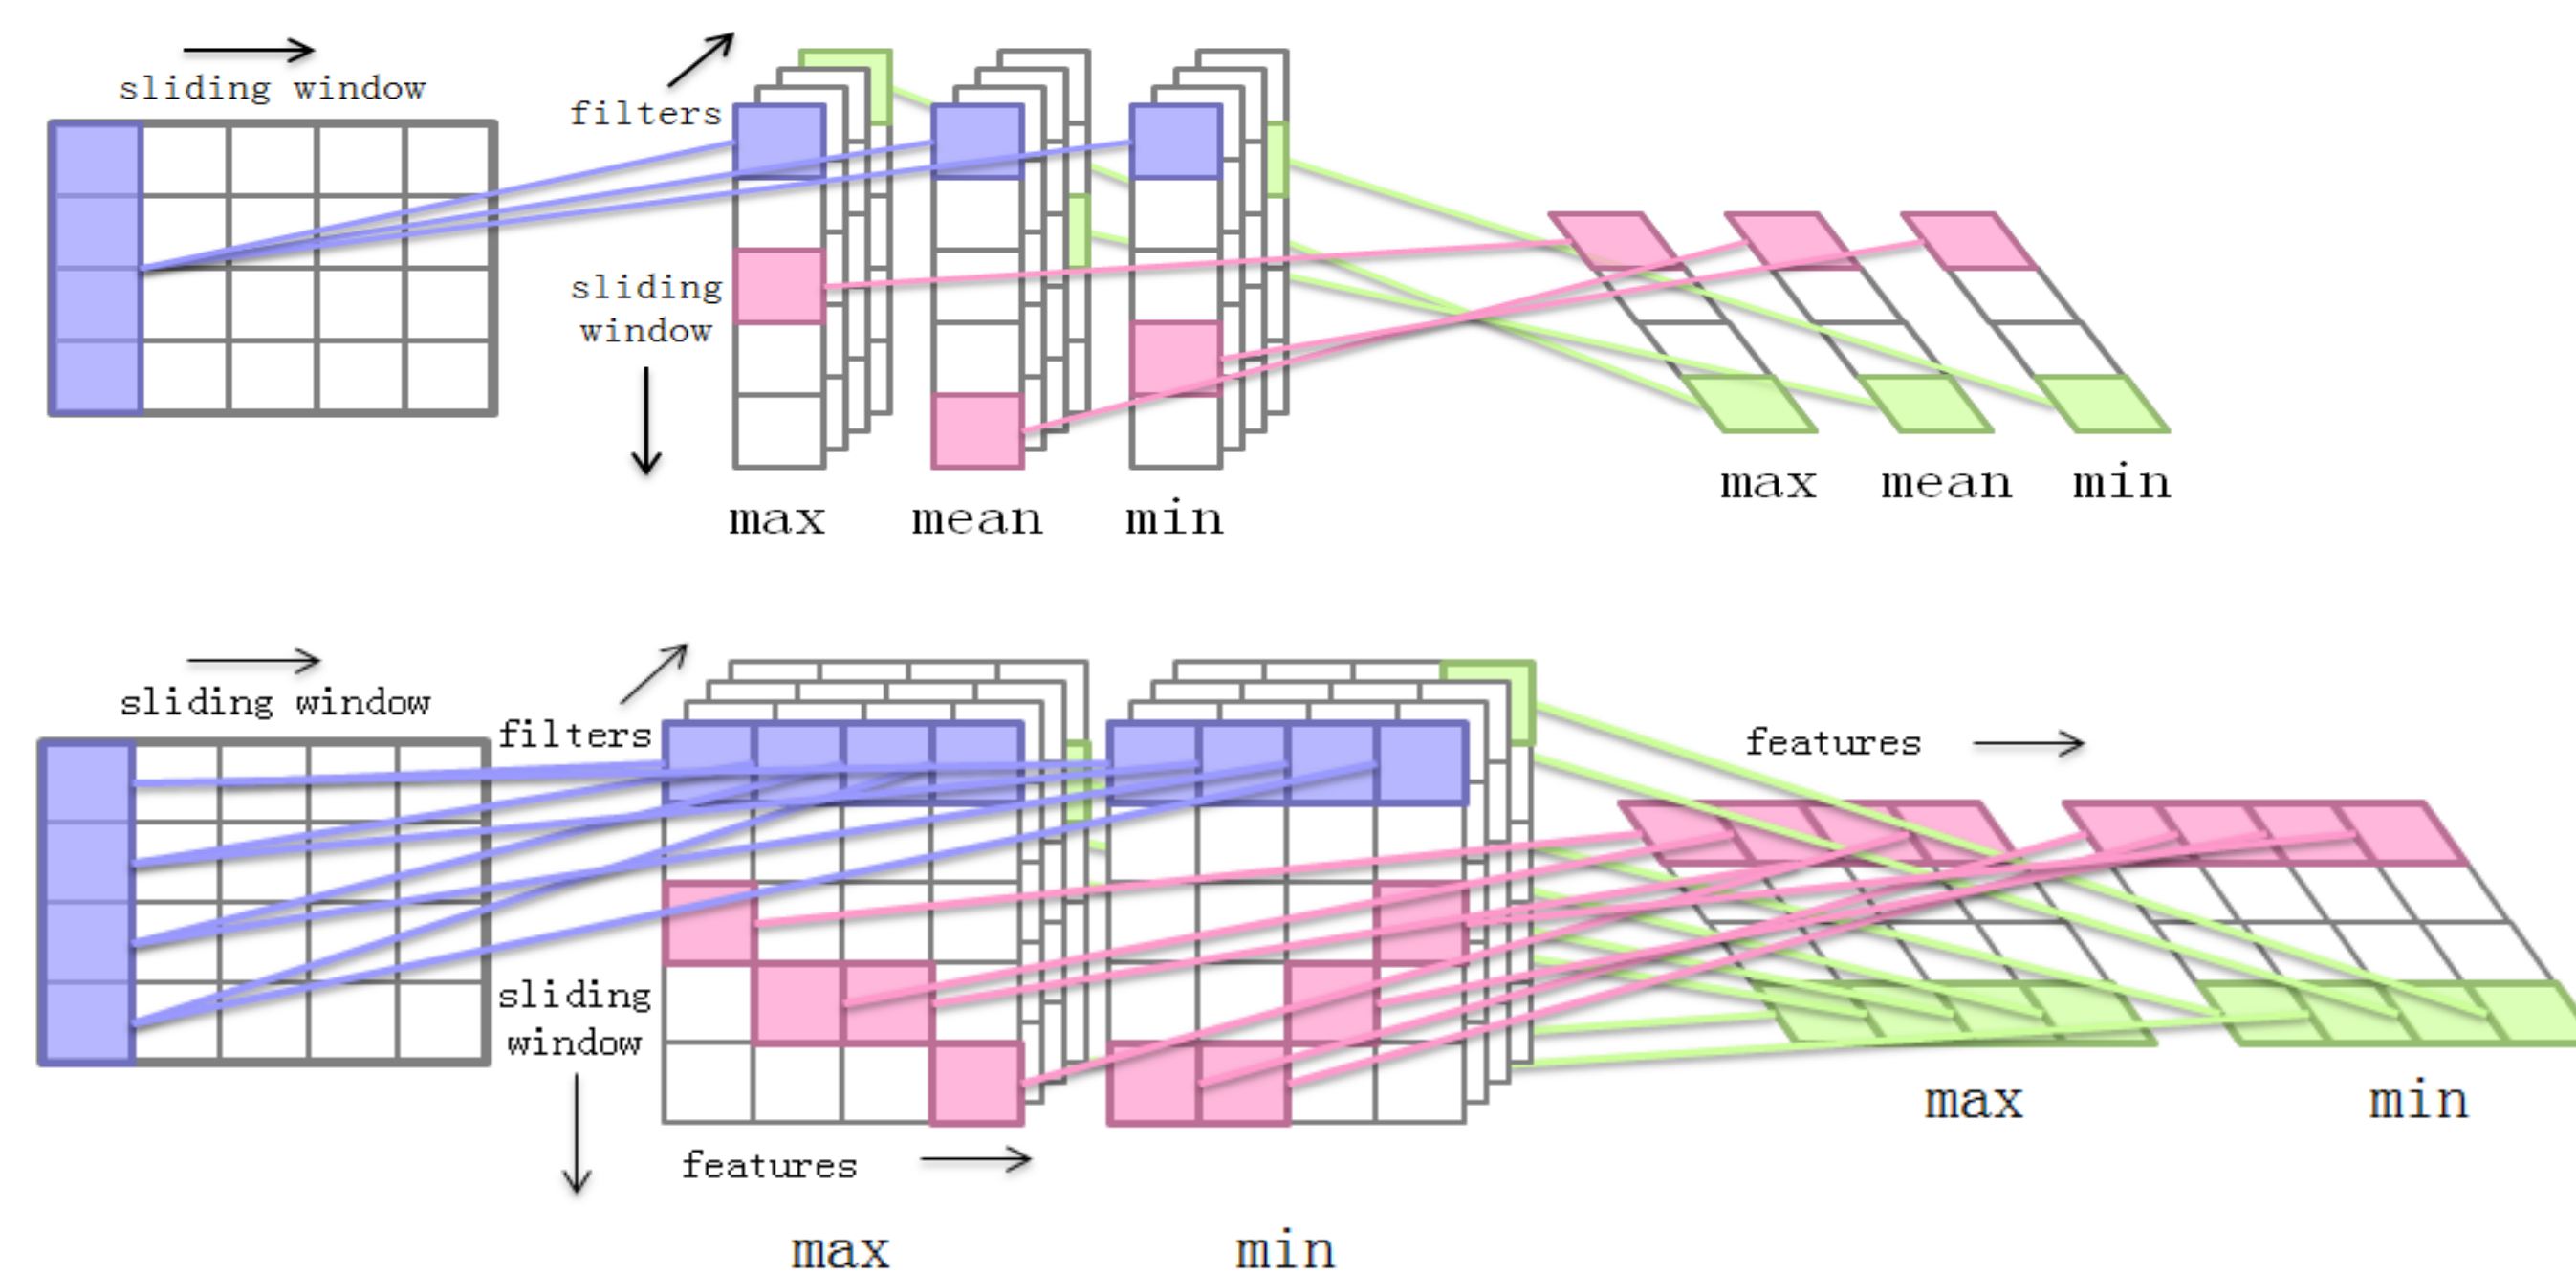 sliding window
filters
sliding
window
max mean min
max mean min
sliding window
filters
sliding
window
features
max min
features
max min